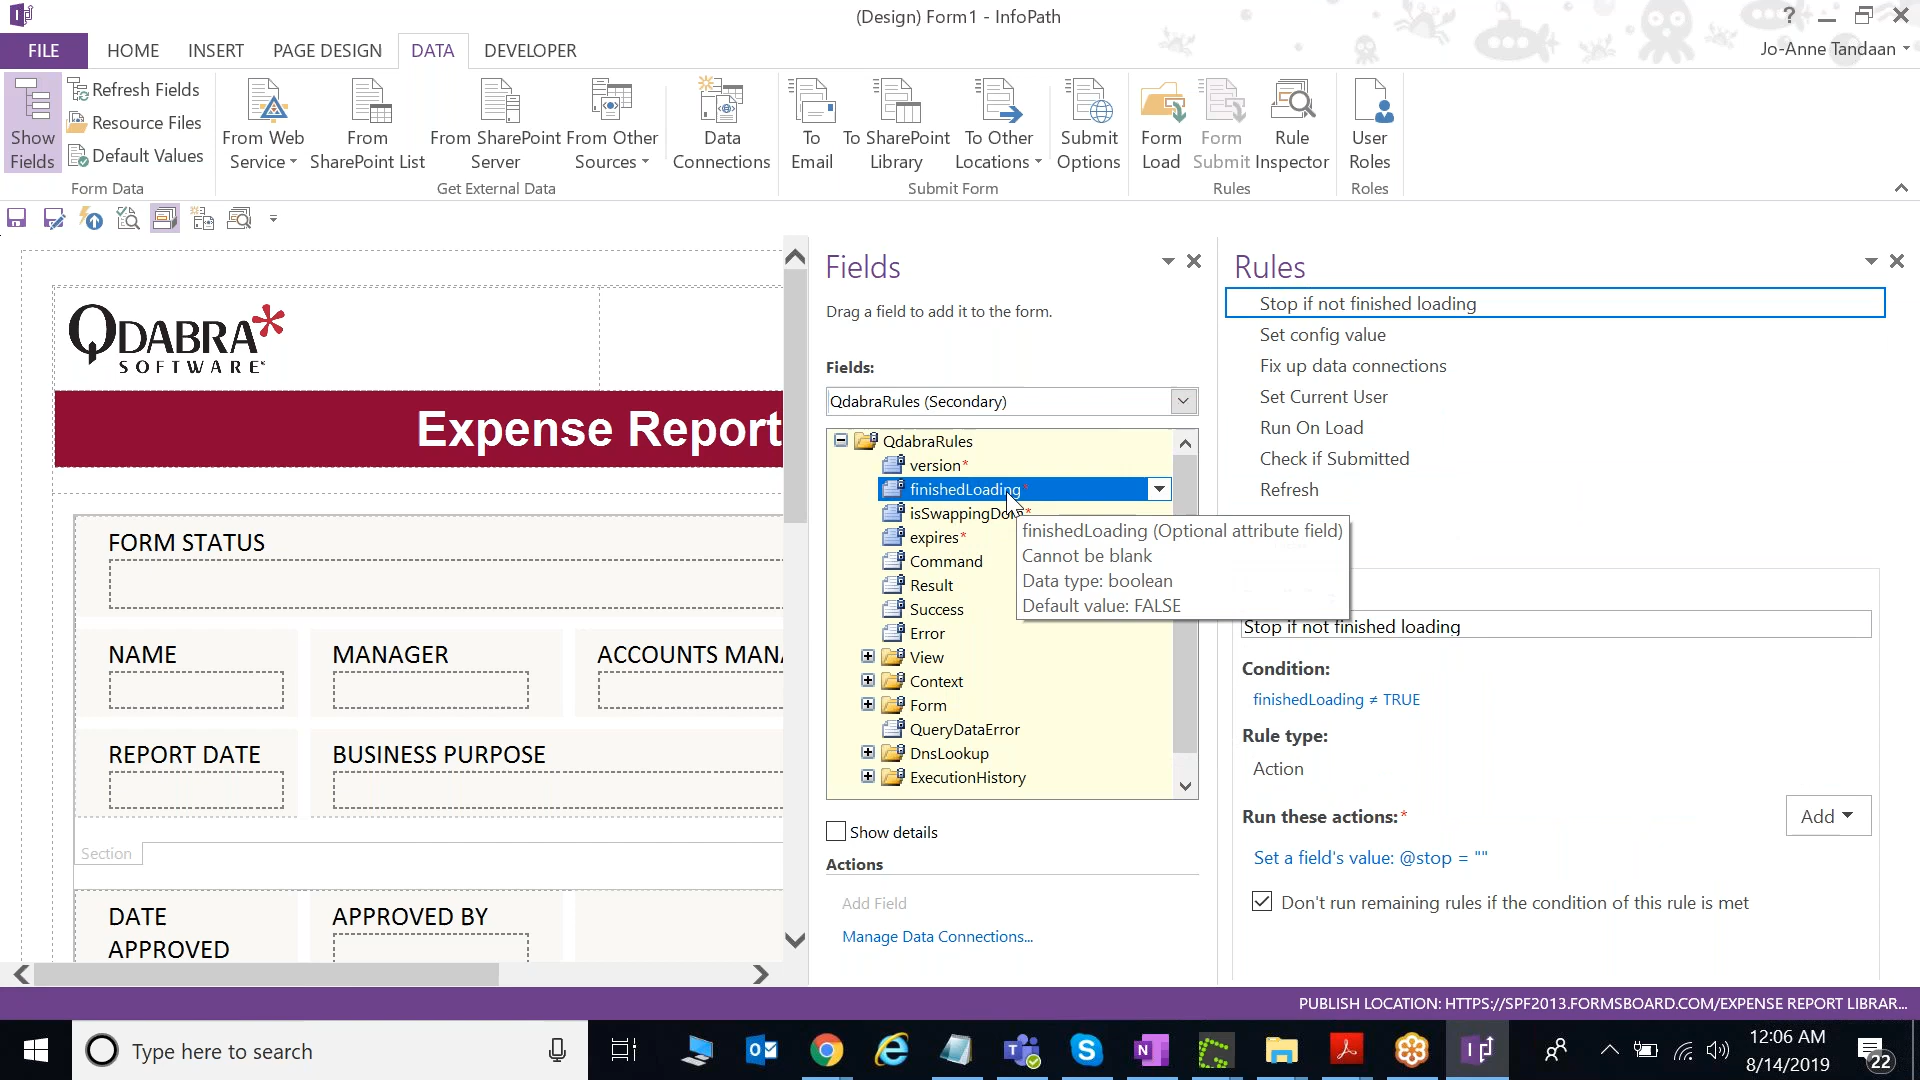 (Design) Form1 - InfoPath
?
FILE
HOME
INSERT
PAGE DESIGN
DATA
DEVELOPER
Jo-Anne Tandaan
Show Fields
Refresh Fields
Resource Files
Default Values
Form Data
From Web Service
From SharePoint List
From SharePoint Server
From Other Sources
Get External Data
Data Connections
To Email
To SharePoint Library
To Other Locations
Submit Options
Submit Form
Form Load
Form Submit
Rule Inspector
Rules
User Roles
Roles
QDABRA
SOFTWARE
Expense Report
FORM STATUS
NAME
MANAGER
ACCOUNTS MAN
REPORT DATE
BUSINESS PURPOSE
Section
DATE
APPROVED
APPROVED BY
Fields
Drag a field to add it to the form.
Fields:
QdabraRules (Secondary)
QdabraRules
version*
finishedLoading*
isSwappingDom*
expires*
Command
Result
Success
Error
View
Context
Form
QueryDataError
DnsLookup
ExecutionHistory
finishedLoading (Optional attribute field)
Cannot be blank
Data type: boolean
Default value: FALSE
Show details
Actions
Add Field
Manage Data Connections...
Rules
Stop if not finished loading
Set config value
Fix up data connections
Set Current User
Run On Load
Check if Submitted
Refresh
Stop if not finished loading
Condition:
finishedLoading ≠ TRUE
Rule type:
Action
Run these actions:*
Add
Set a field's value: @stop = ""
Don't run remaining rules if the condition of this rule is met
PUBLISH LOCATION: HTTPS://SPF2013.FORMSBOARD.COM/EXPENSE REPORT LIBRAR...
Type here to search
12:06 AM
8/14/2019
22